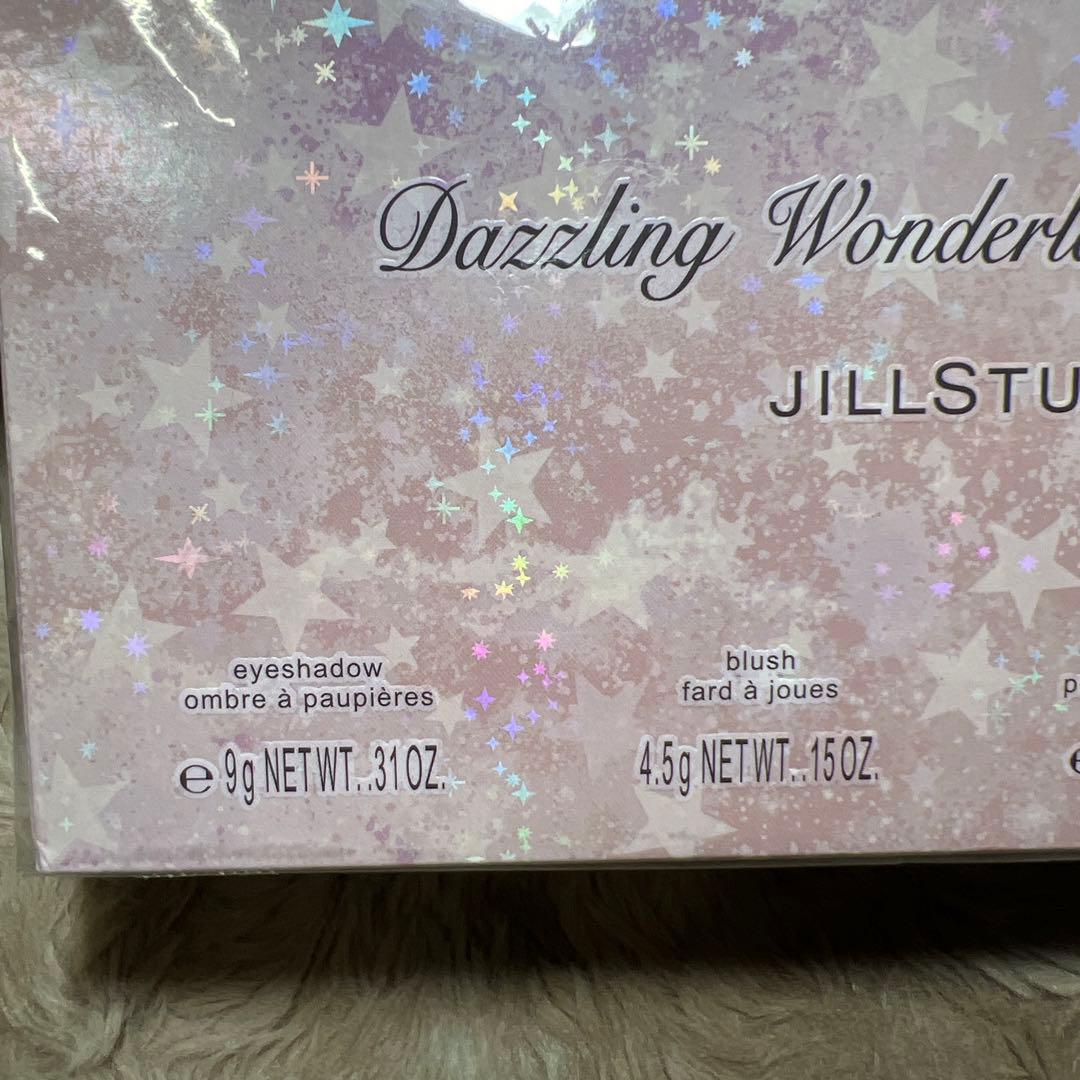 Dazzling Wonderl
JILLSTU
eyeshadow
ombre à paupières
℮ 9g NET WT. .31 OZ.
blush
fard à joues
4.5g NET WT. .15 OZ.
p